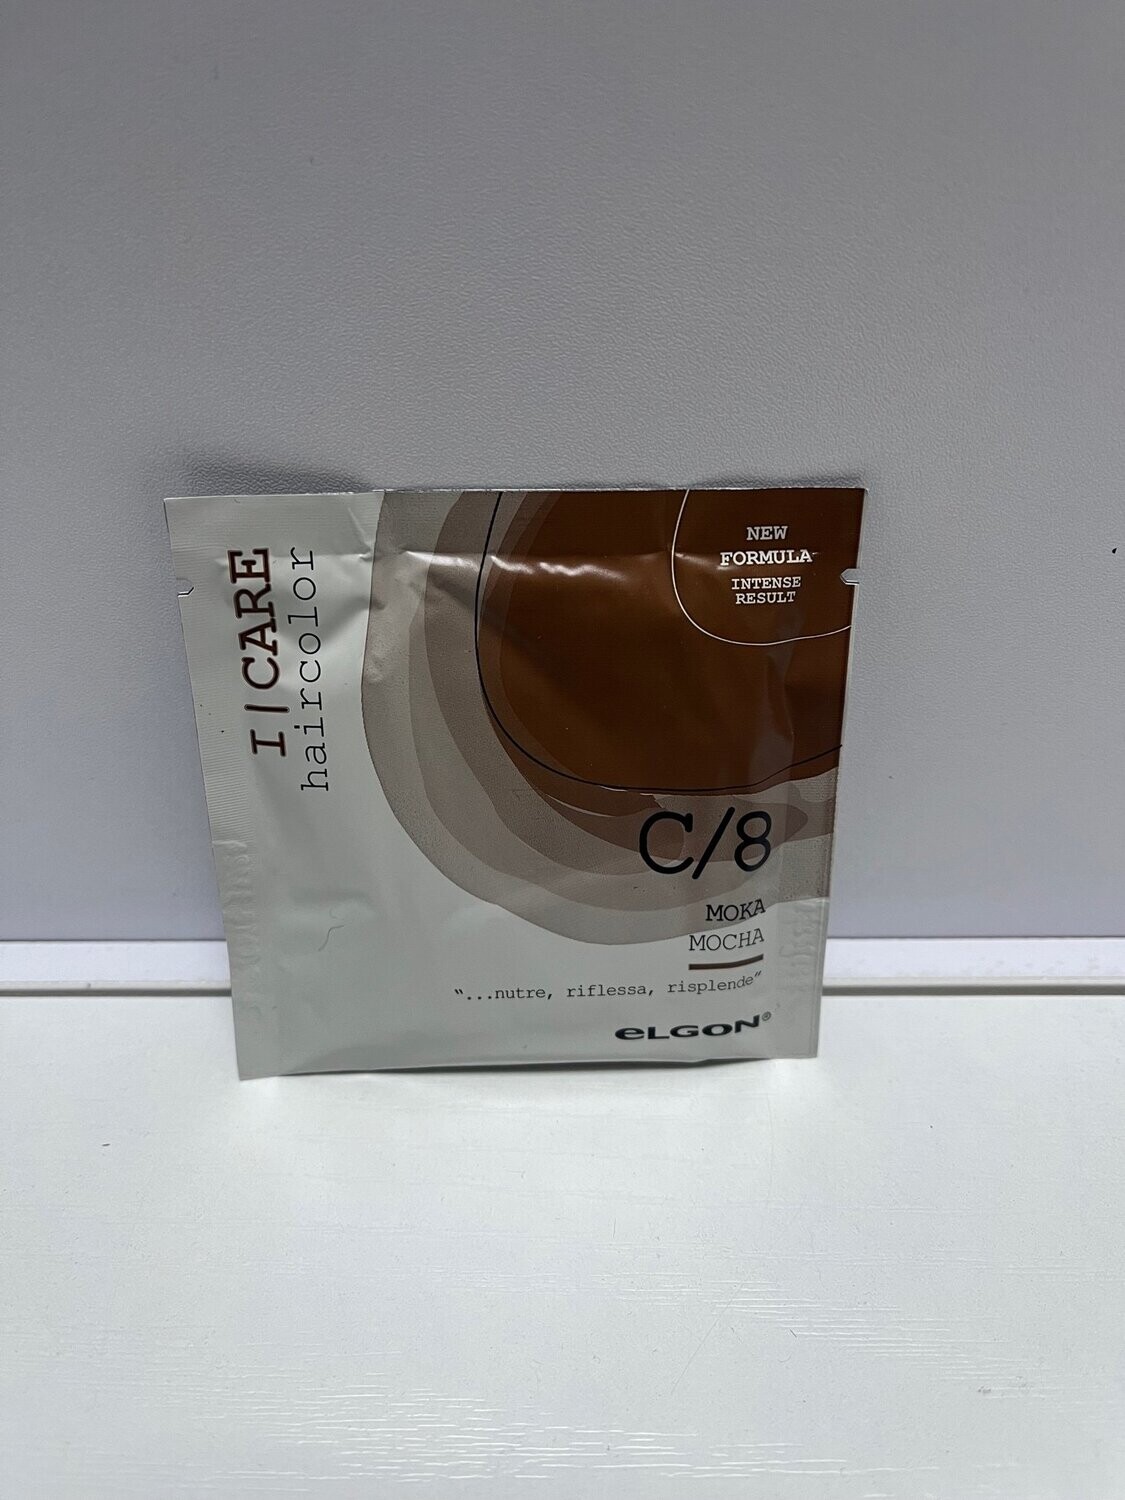 I|CARE
haircolor
NEW
FORMULA
INTENSE
RESULT
C/8
MOKA
MOCHA
"...nutre, riflessa, risplende"
eLGON®